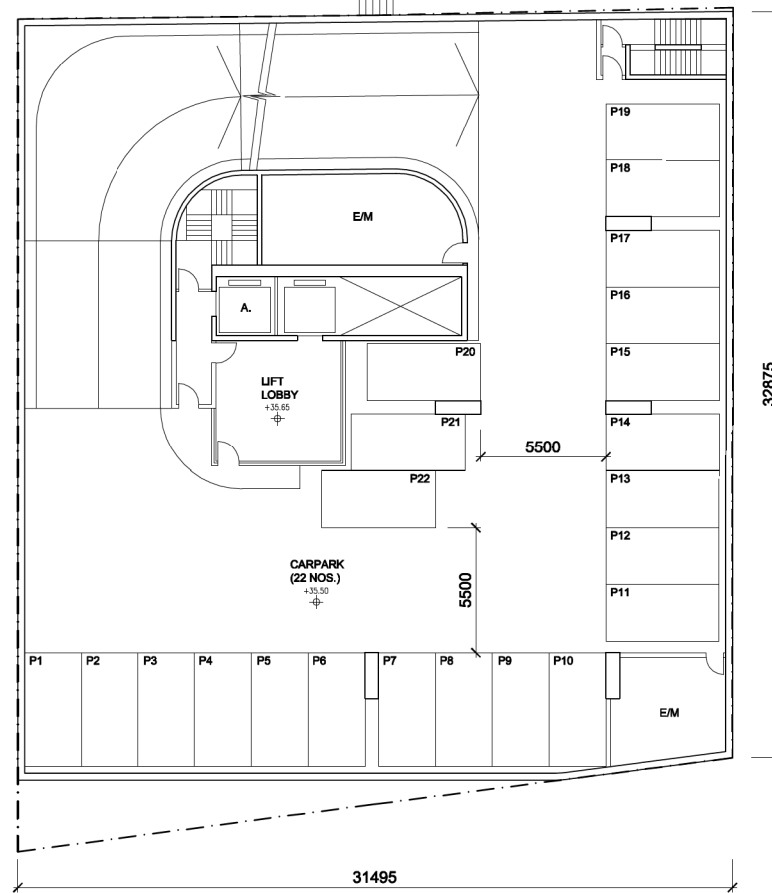 P19
P18
E/M
P17
P16
A.
P20
P15
32875
LIFT
LOBBY
+35.65
P21
P14
5500
P22
P13
P12
CARPARK
(22 NOS.)
+35.50
5500
P11
P1
P2
P3
P4
P5
P6
P7
P8
P9
P10
E/M
31495